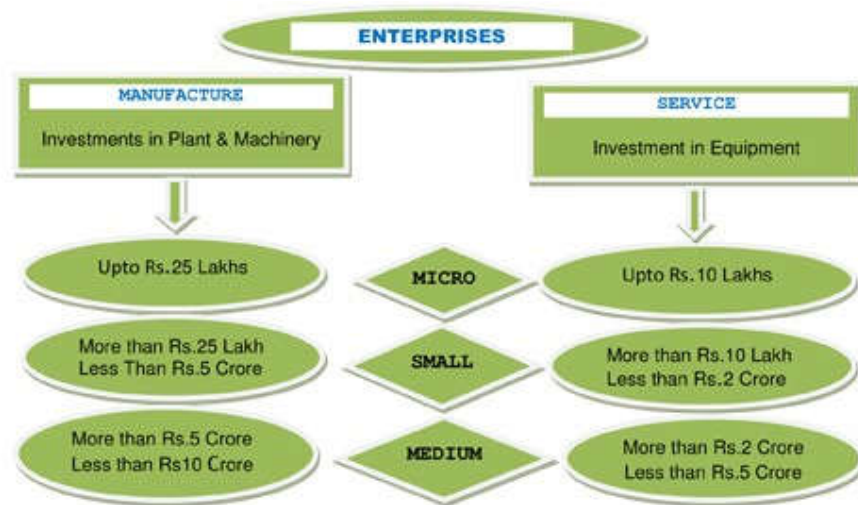 ENTERPRISES
MANUFACTURE
Investments in Plant & Machinery
SERVICE
Investment in Equipment
Upto Rs.25 Lakhs
MICRO
Upto Rs.10 Lakhs
More than Rs.25 Lakh
Less Than Rs.5 Crore
SMALL
More than Rs.10 Lakh
Less than Rs.2 Crore
More than Rs.5 Crore
Less than Rs10 Crore
MEDIUM
More than Rs.2 Crore
Less than Rs.5 Crore